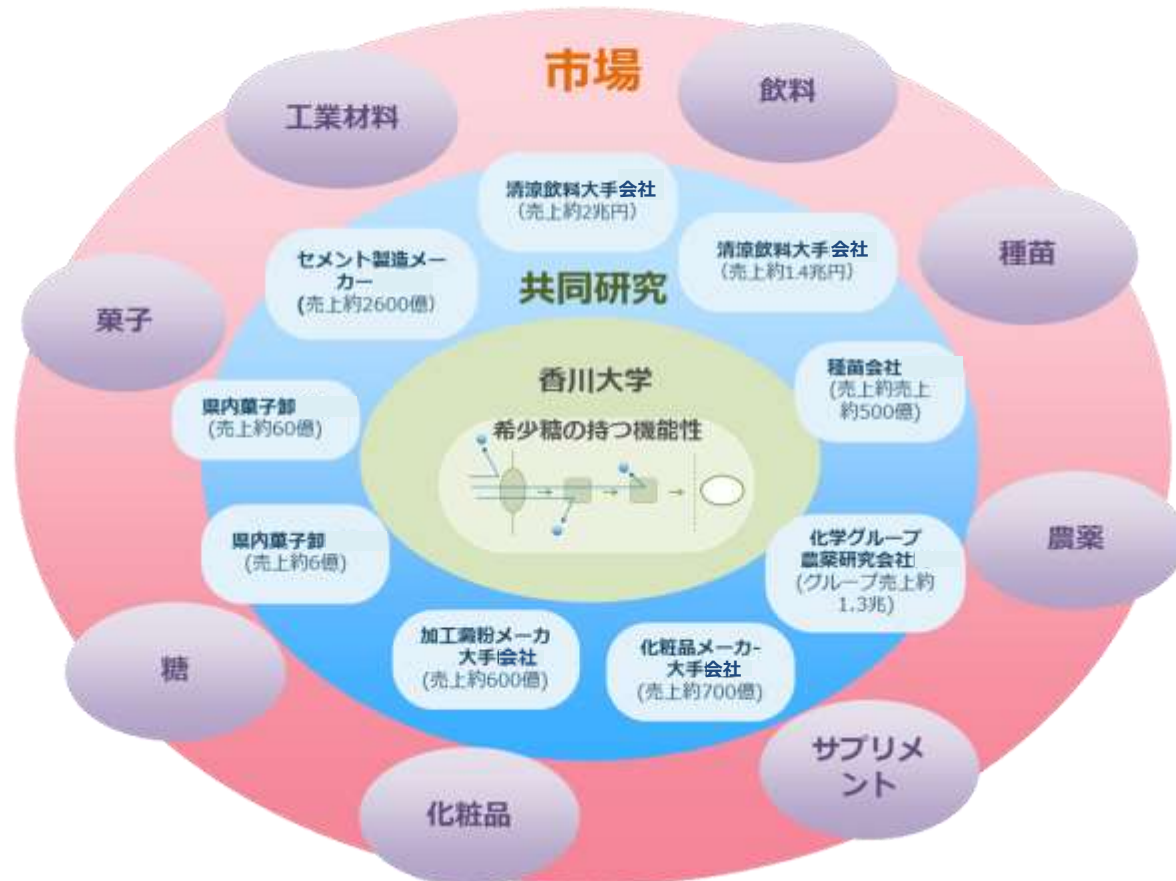 市場
工業材料
飲料
清涼飲料大手会社
（売上約2兆円）
清涼飲料大手会社
（売上約1.4兆円）
種苗
セメント製造メー
カー
(売上約2600億)
共同研究
菓子
香川大学
種苗会社
(売上約売上
約500億)
県内菓子卸
(売上約60億)
希少糖の持つ機能性
県内菓子卸
(売上約6億)
化学グループ
農薬研究会社
(グループ売上約
1.3兆)
農薬
加工澱粉メーカ
大手会社
(売上約600億)
化粧品メーカ-
大手会社
(売上約700億)
糖
サプリメ
ント
化粧品